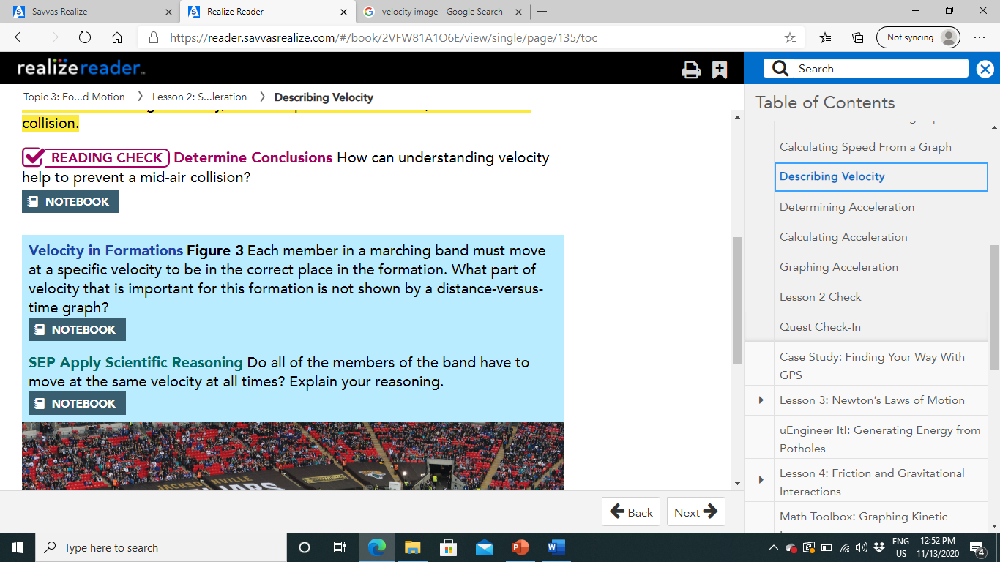 Savvas Realize
Realize Reader
velocity image - Google Search
https://reader.savvasrealize.com/#/book/2VFW81A1O6E/view/single/page/135/toc
Not syncing
realizereader™
Search
Topic 3: Fo...d Motion
Lesson 2: S...leration
Describing Velocity
collision.
READING CHECK Determine Conclusions How can understanding velocity
help to prevent a mid-air collision?
NOTEBOOK
Velocity in Formations Figure 3 Each member in a marching band must move
at a specific velocity to be in the correct place in the formation. What part of
velocity that is important for this formation is not shown by a distance-versus-
time graph?
NOTEBOOK
SEP Apply Scientific Reasoning Do all of the members of the band have to
move at the same velocity at all times? Explain your reasoning.
NOTEBOOK
Back
Next
Table of Contents
Calculating Speed From a Graph
Describing Velocity
Determining Acceleration
Calculating Acceleration
Graphing Acceleration
Lesson 2 Check
Quest Check-In
Case Study: Finding Your Way With
GPS
Lesson 3: Newton's Laws of Motion
uEngineer It!: Generating Energy from
Potholes
Lesson 4: Friction and Gravitational
Interactions
Math Toolbox: Graphing Kinetic
Type here to search
ENG
US
12:52 PM
11/13/2020
4